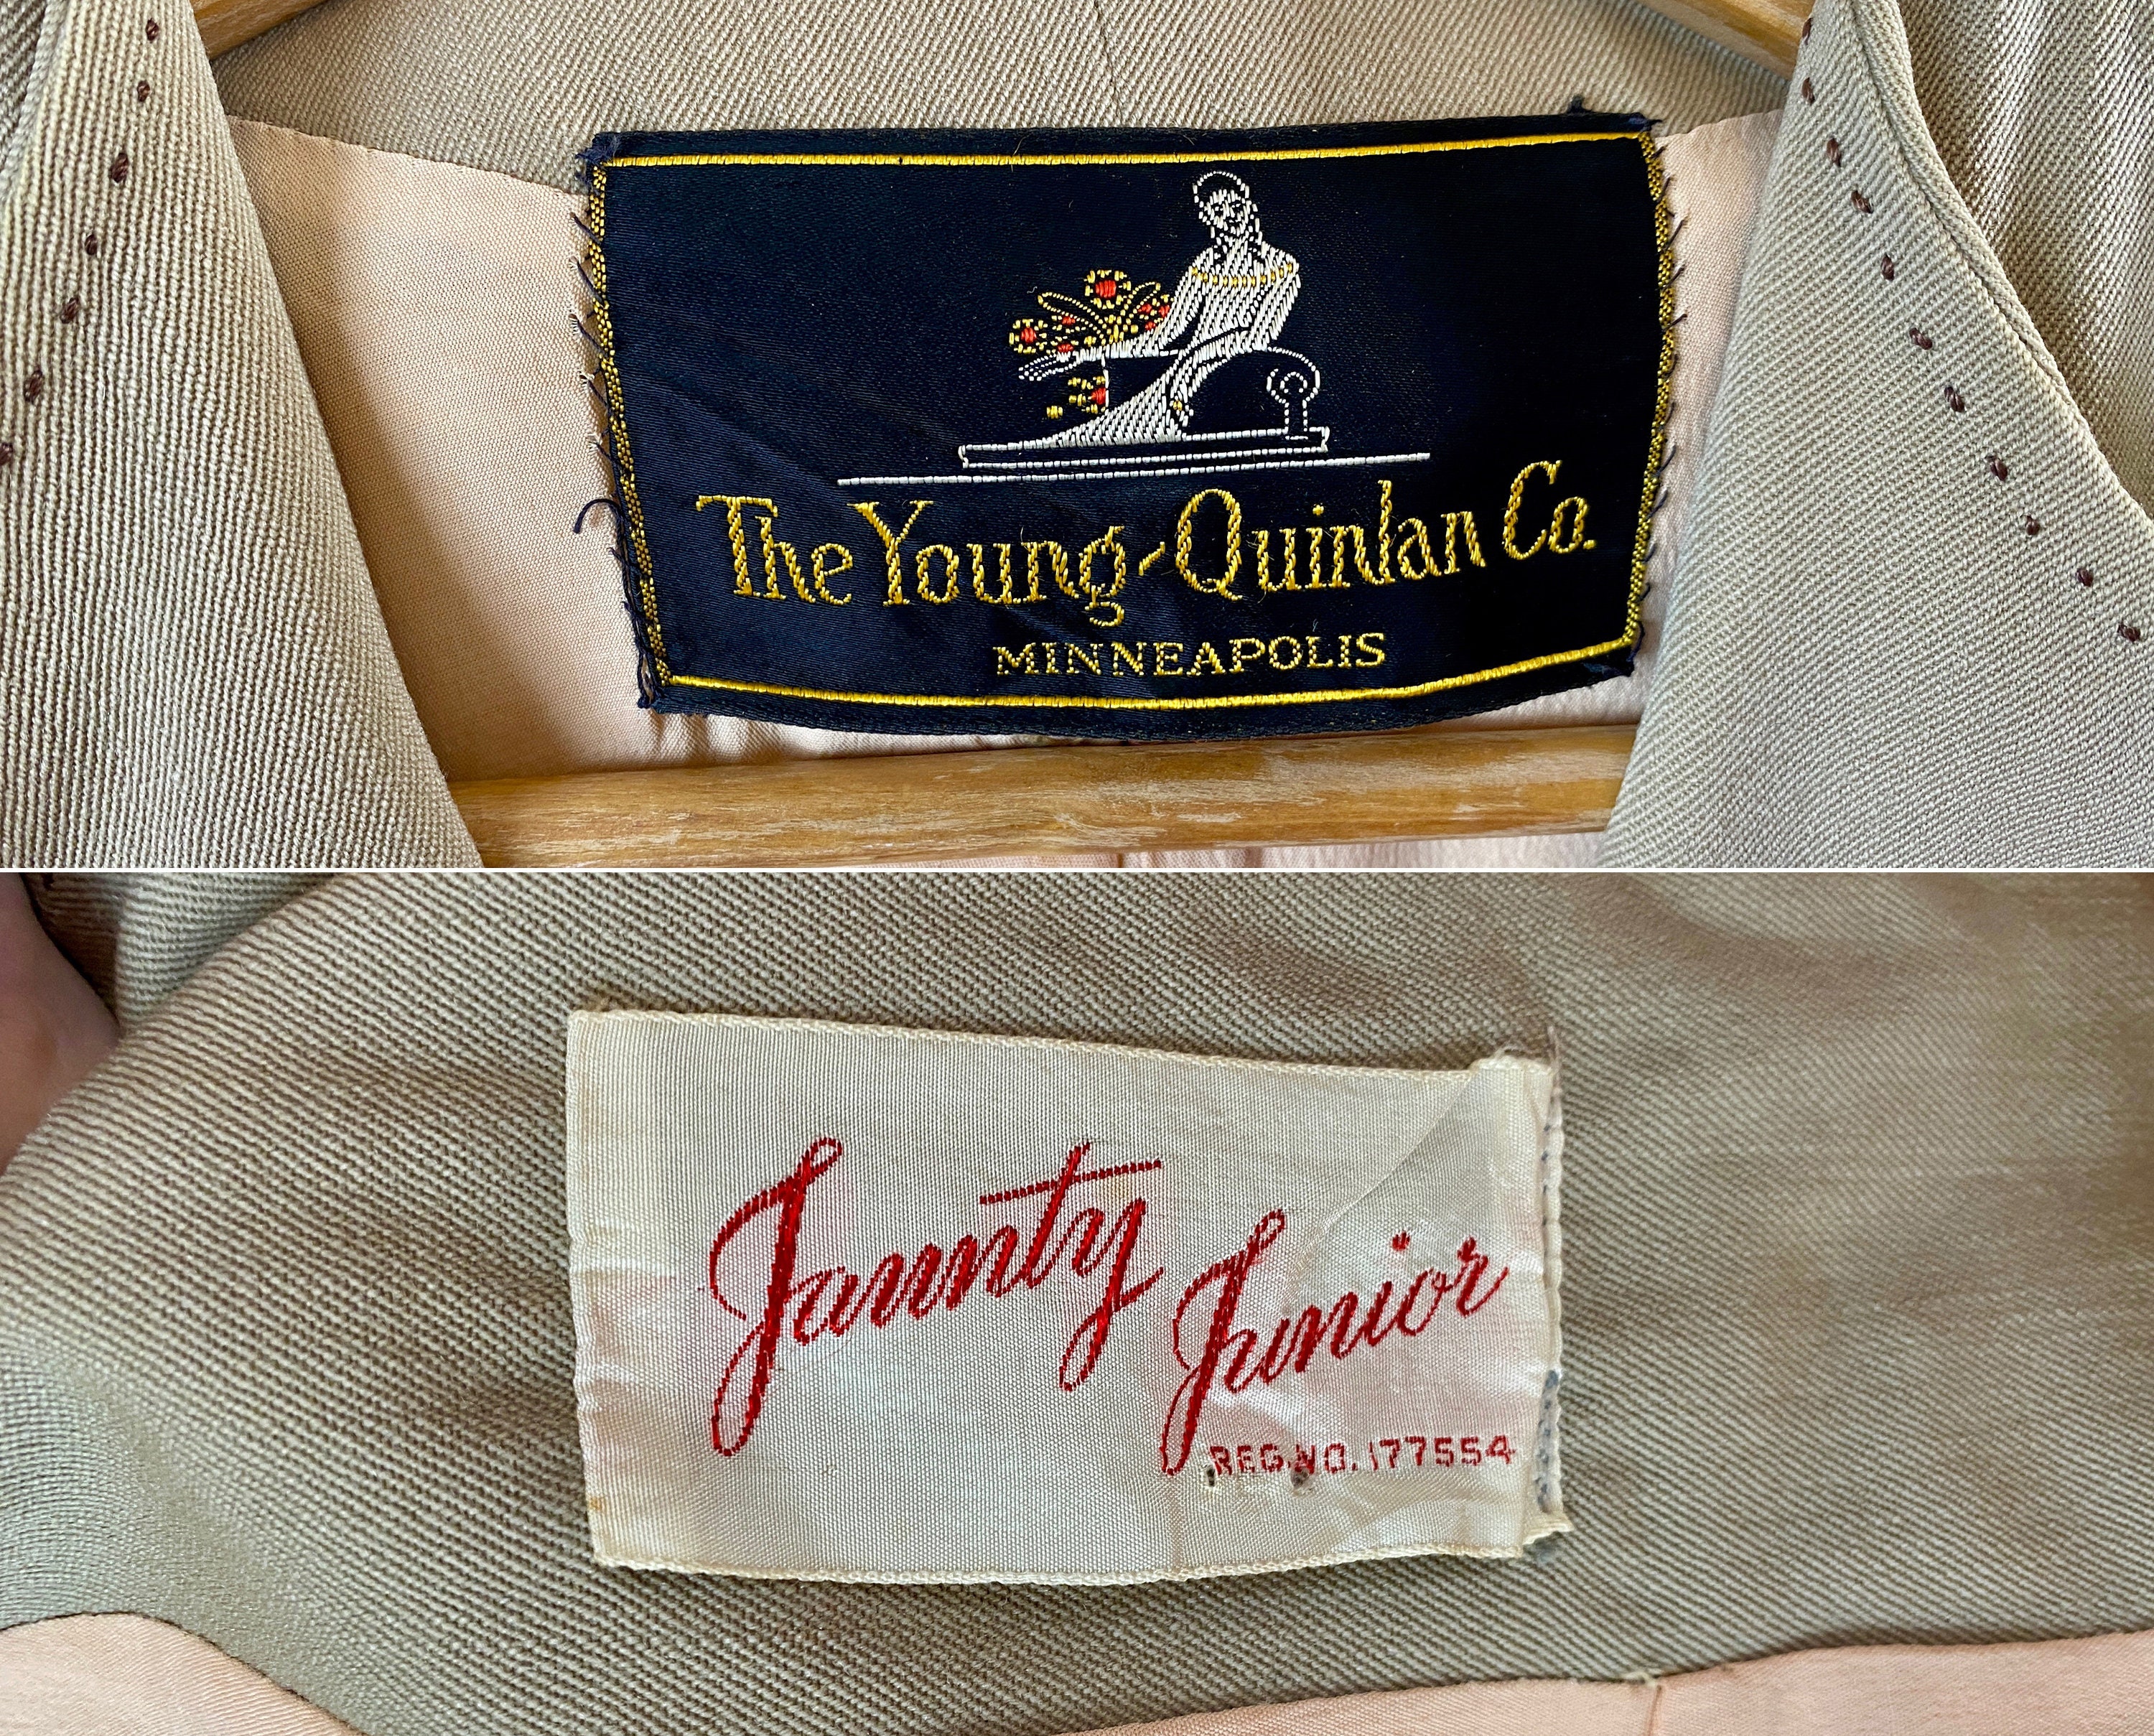 The Young-Quinlan Co.
MINNEAPOLIS
Jaunty Junior
REG. NO. 177554